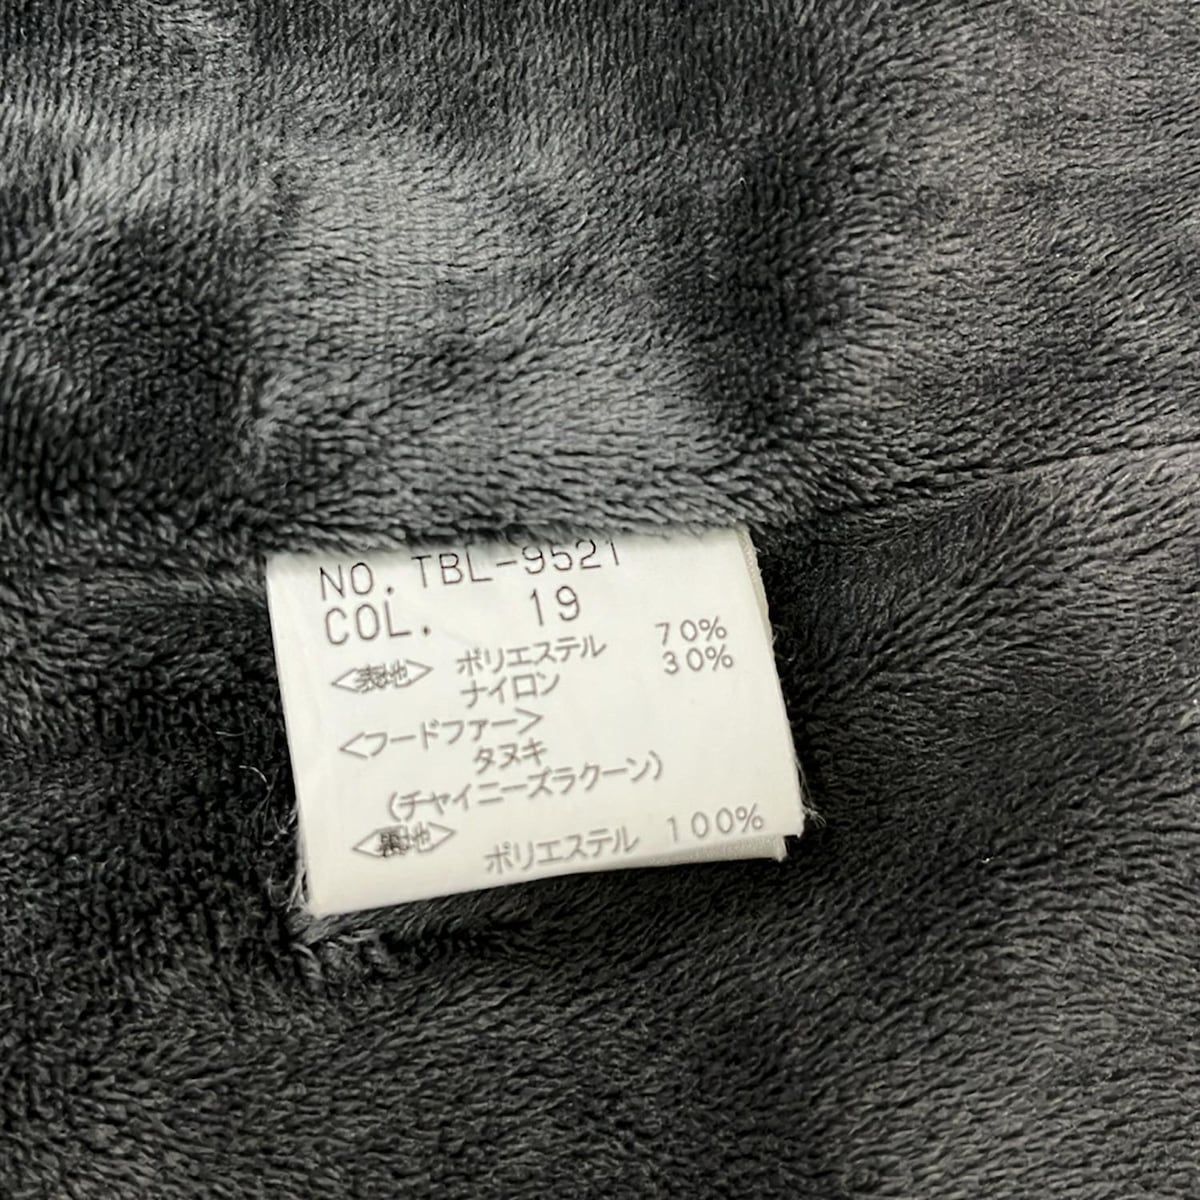 NO. TBL-9521
COL. 19
<表地> ポリエステル 70%
ナイロン 30%
<フードファー>
タヌキ
(チャイニーズラクーン)
<裏地>
ポリエステル 100%